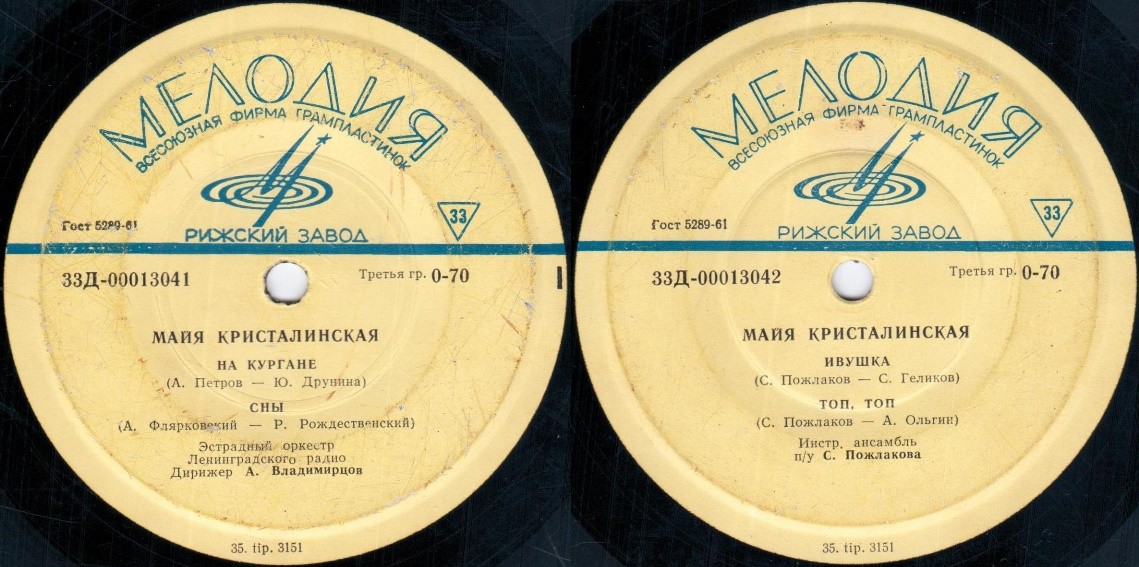 МЕЛОДИЯ
ВСЕСОЮЗНАЯ ФИРМА ГРАМПЛАСТИНОК
Гост 5289-61
33
РИЖСКИЙ ЗАВОД
33Д-00013041
Третья гр. 0-70
МАЙЯ КРИСТАЛИНСКАЯ
НА КУРГАНЕ
(А. Петров — Ю. Друнина)
СНЫ
(А. Флярковский — Р. Рождественский)
Эстрадный оркестр
Ленинградского радио
Дирижер А. Владимирцов
35. tip. 3151
МЕЛОДИЯ
ВСЕСОЮЗНАЯ ФИРМА ГРАМПЛАСТИНОК
Гост 5289-61
33
РИЖСКИЙ ЗАВОД
33Д-00013042
Третья гр. 0-70
МАЙЯ КРИСТАЛИНСКАЯ
ИВУШКА
(С. Пожлаков — С. Геликов)
ТОП, ТОП
(С. Пожлаков — А. Ольгин)
Инстр. ансамбль
п/у С. Пожлакова
35. tip. 3151